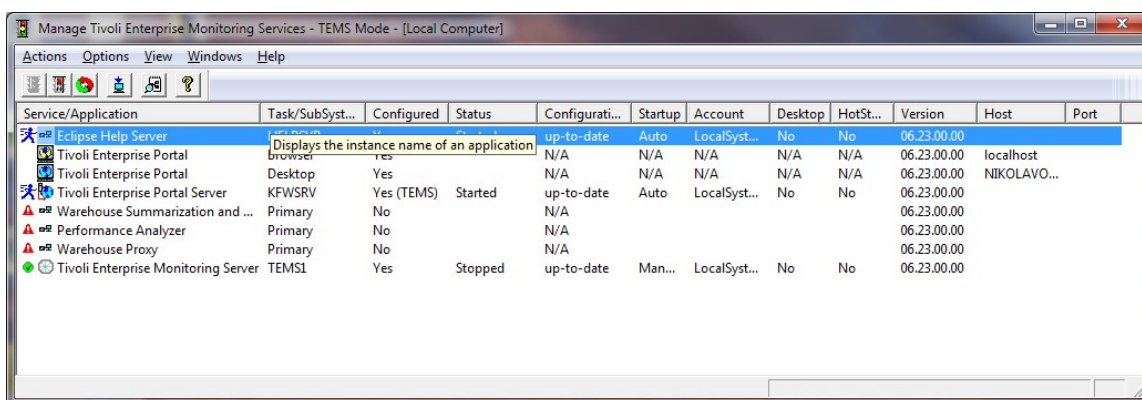 Manage Tivoli Enterprise Monitoring Services - TEMS Mode - [Local Computer]
Actions Options View Windows Help
Service/Application Task/SubSyst... Configured Status Configurati... Startup Account Desktop HotSt... Version Host Port
Eclipse Help Server up-to-date Auto LocalSyst... No No 06.23.00.00
Displays the instance name of an application
Tivoli Enterprise Portal Browser Yes N/A N/A N/A N/A N/A 06.23.00.00 localhost
Tivoli Enterprise Portal Desktop Yes N/A N/A N/A N/A N/A 06.23.00.00 NIKOLAVO...
Tivoli Enterprise Portal Server KFWSRV Yes (TEMS) Started up-to-date Auto LocalSyst... No No 06.23.00.00
Warehouse Summarization and ... Primary No N/A 06.23.00.00
Performance Analyzer Primary No N/A 06.23.00.00
Warehouse Proxy Primary No N/A 06.23.00.00
Tivoli Enterprise Monitoring Server TEMS1 Yes Stopped up-to-date Man... LocalSyst... No No 06.23.00.00